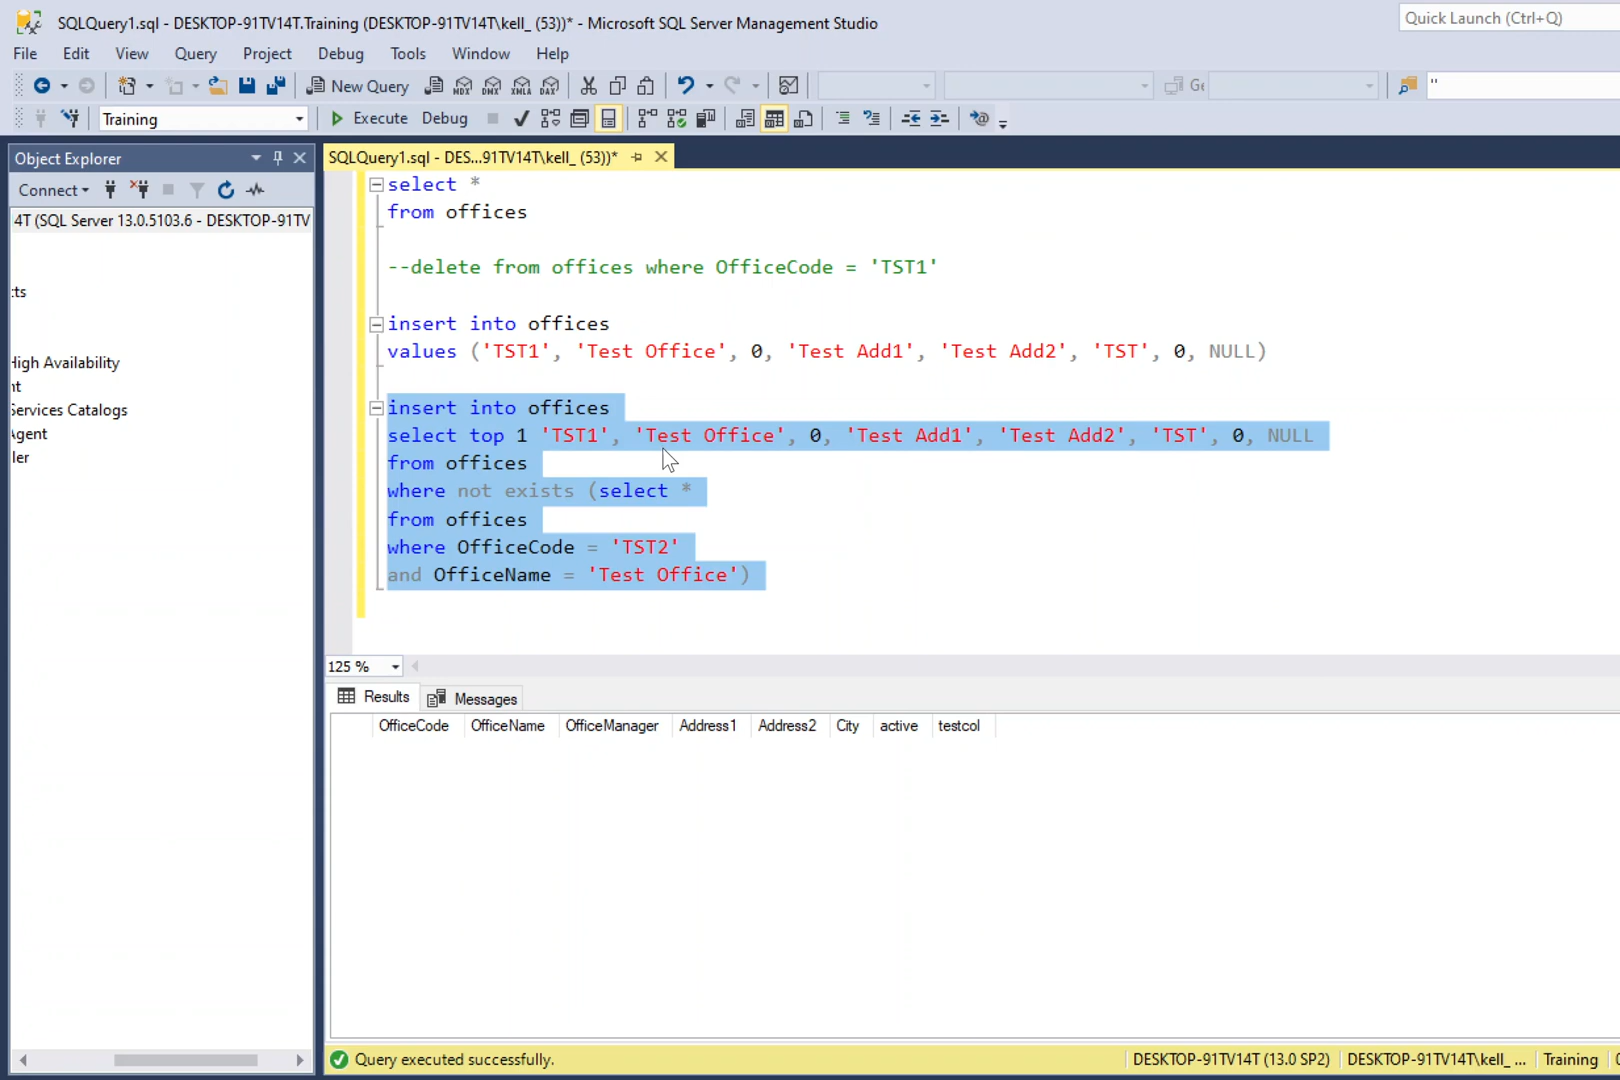 SQLQuery1.sql - DESKTOP-91TV14T.Training (DESKTOP-91TV14T\kell_ (53))* - Microsoft SQL Server Management Studio
Quick Launch (Ctrl+Q)
File Edit View Query Project Debug Tools Window Help
New Query MDX DMX XMLA DAX "
Training Execute Debug
Object Explorer
SQLQuery1.sql - DES...91TV14T\kell_ (53))*
Connect
4T (SQL Server 13.0.5103.6 - DESKTOP-91TV
High Availability
Services Catalogs
select *
from offices
--delete from offices where OfficeCode = 'TST1'
insert into offices
values ('TST1', 'Test Office', 0, 'Test Add1', 'Test Add2', 'TST', 0, NULL)
insert into offices
select top 1 'TST1', 'Test Office', 0, 'Test Add1', 'Test Add2', 'TST', 0, NULL
from offices
where not exists (select *
from offices
where OfficeCode = 'TST2'
and OfficeName = 'Test Office')
125 %
Results Messages
OfficeCode OfficeName OfficeManager Address1 Address2 City active testcol
Query executed successfully.
DESKTOP-91TV14T (13.0 SP2) DESKTOP-91TV14T\kell_ ... Training